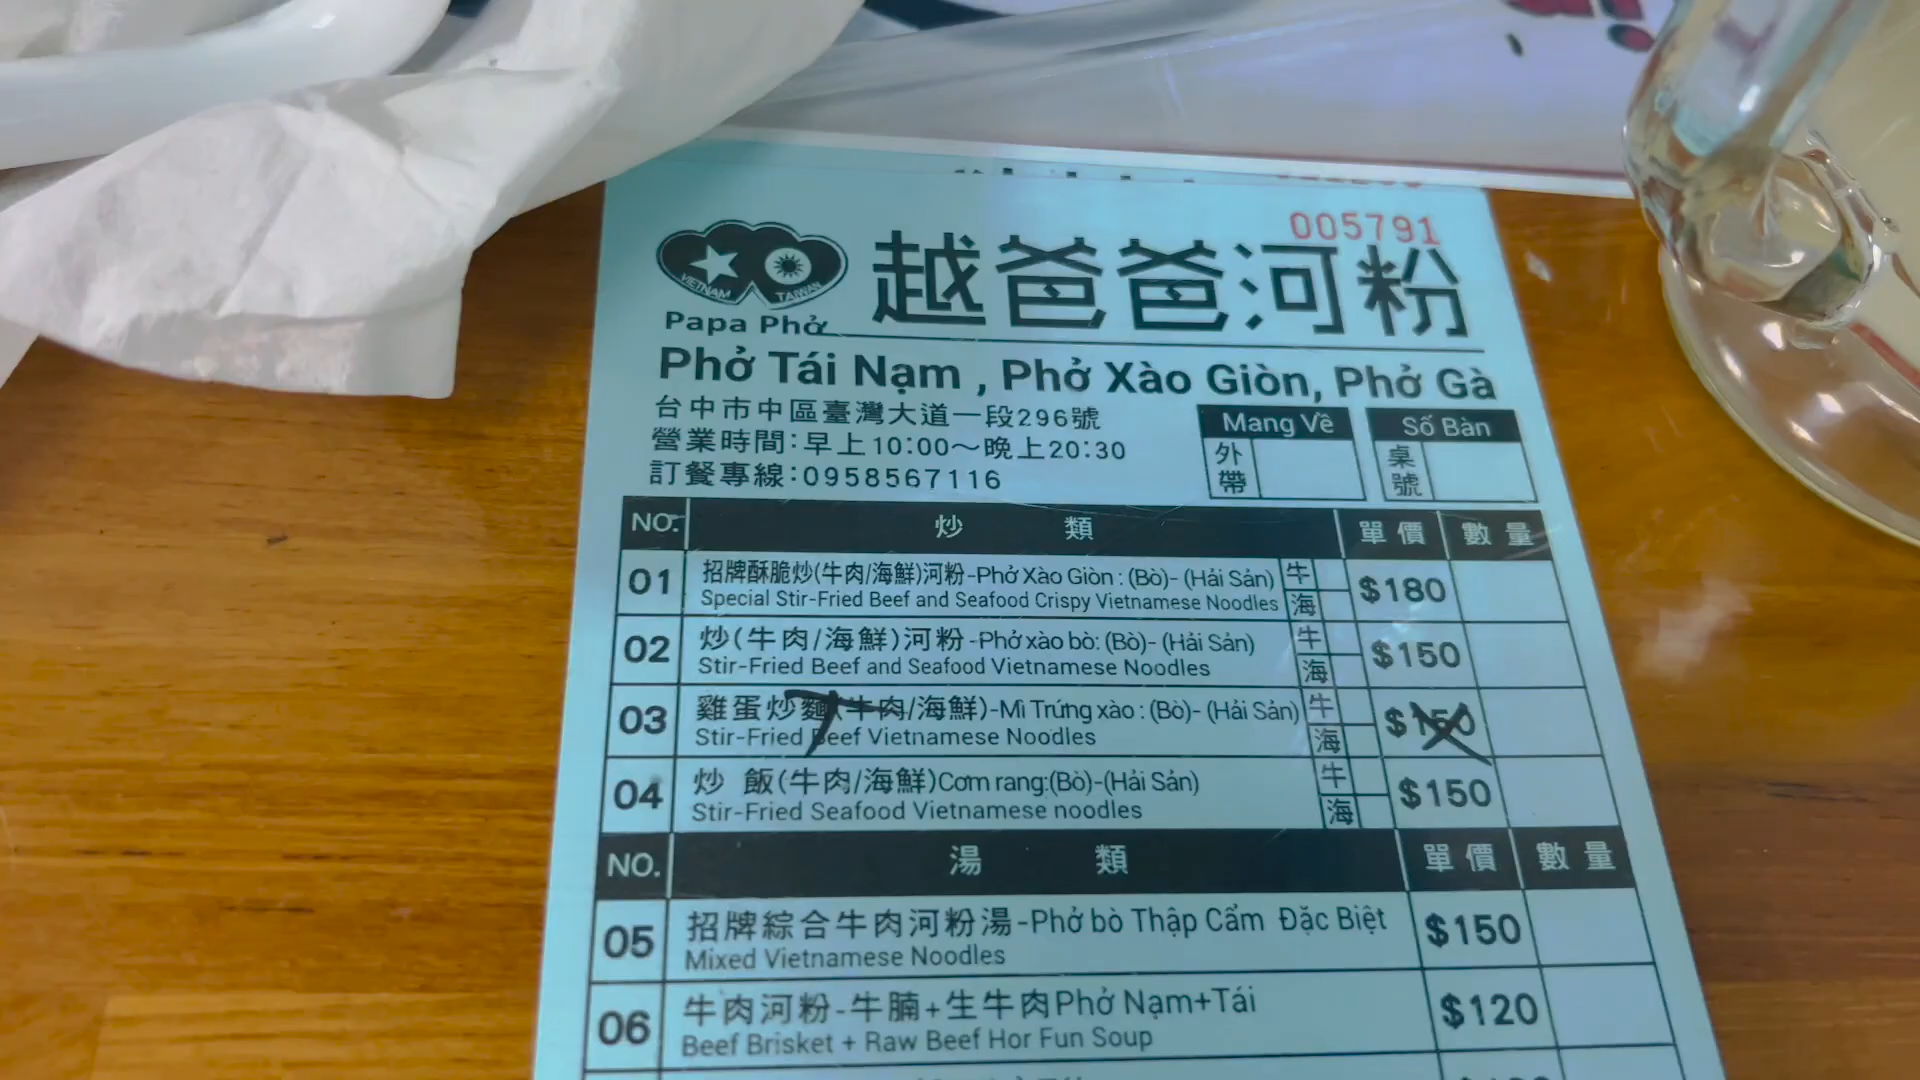 005791
VIETNAM TAIWAN
越爸爸河粉
Papa Phở
Phở Tái Nạm , Phở Xào Giòn, Phở Gà
台中市中區臺灣大道一段296號
營業時間:早上10:00～晚上20:30
訂餐專線:0958567116
Mang Về Số Bàn
外帶 桌號
NO. 炒 類 單 價 數 量
01 招牌酥脆炒(牛肉/海鮮)河粉-Phở Xào Giòn : (Bò)- (Hải Sản) 牛 海 $180
Special Stir-Fried Beef and Seafood Crispy Vietnamese Noodles
02 炒(牛肉/海鮮)河粉-Phở xào bò: (Bò)- (Hải Sản) 牛 海 $150
Stir-Fried Beef and Seafood Vietnamese Noodles
03 雞蛋炒麵(牛肉/海鮮)-Mì Trứng xào : (Bò)- (Hải Sản) 牛 海 $150
Stir-Fried Beef Vietnamese Noodles
04 炒 飯(牛肉/海鮮)Cơm rang:(Bò)-(Hải Sản) 牛 海 $150
Stir-Fried Seafood Vietnamese noodles
NO. 湯 類 單 價 數 量
05 招牌綜合牛肉河粉湯-Phở bò Thập Cẩm Đặc Biệt $150
Mixed Vietnamese Noodles
06 牛肉河粉-牛腩+生牛肉Phở Nạm+Tái $120
Beef Brisket + Raw Beef Hor Fun Soup